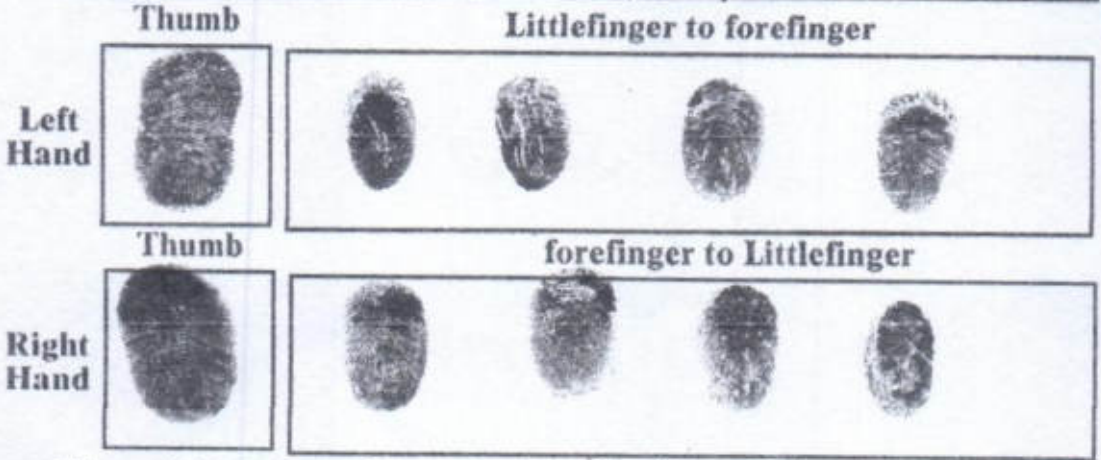 Thumb
Littlefinger to forefinger
Left
Hand
Thumb
forefinger to Littlefinger
Right
Hand